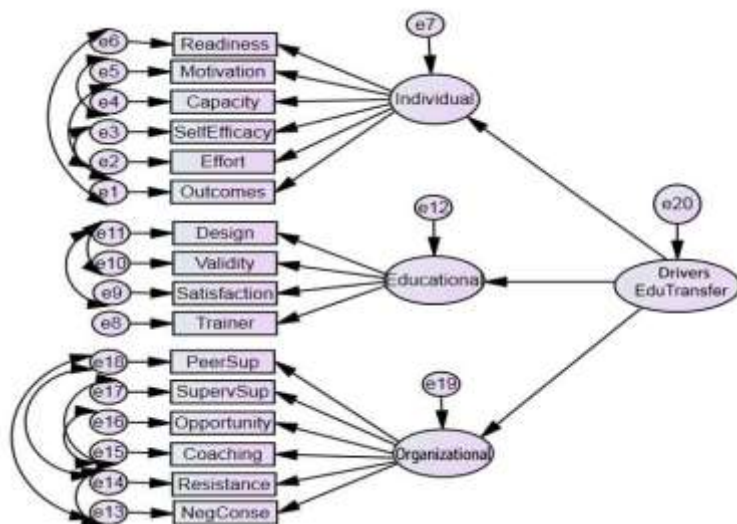 e7
e6 Readiness
e5 Motivation
e4 Capacity
Individual
e3 SelfEfficacy
e2 Effort
e1 Outcomes
e12
e20
e11 Design
e10 Validity
Educational
Drivers
EduTransfer
e9 Satisfaction
e8 Trainer
e18 PeerSup
e19
e17 SupervSup
e16 Opportunity
e15 Coaching
Organizational
e14 Resistance
e13 NegConse